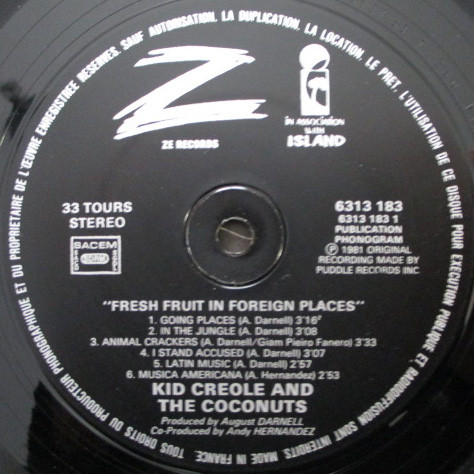 TOUS DROITS DU PRODUCTEUR PHONOGRAPHIQUE ET DU PROPRIETAIRE DE L'ŒUVRE ENREGISTREE RESERVES. SAUF AUTORISATION, LA DUPLICATION, LA LOCATION, LE PRET, L'UTILISATION DE CE DISQUE POUR EXECUTION PUBLIQUE ET RADIODIFFUSION SONT INTERDITS MADE IN FRANCE.
Z
ZE RECORDS
i
IN ASSOCIATION
with
ISLAND
33 TOURS
STEREO
SACEM
6313 183
6313 183 1
PUBLICATION
PHONOGRAM
Ⓟ 1981 ORIGINAL
RECORDING MADE BY
PUDDLE RECORDS INC
"FRESH FRUIT IN FOREIGN PLACES"
1. GOING PLACES (A. Darnell) 3'16"
2. IN THE JUNGLE (A. Darnell) 3'08
3. ANIMAL CRACKERS (A. Darnell/Giam Pieiro Fanero) 3'33
4. I STAND ACCUSED (A. Darnell) 3'07
5. LATIN MUSIC (A. Darnell) 2'57
6. MUSICA AMERICANA (A. Hernandez) 2'53
KID CREOLE AND
THE COCONUTS
Produced by August DARNELL
Co-Produced by Andy HERNANDEZ